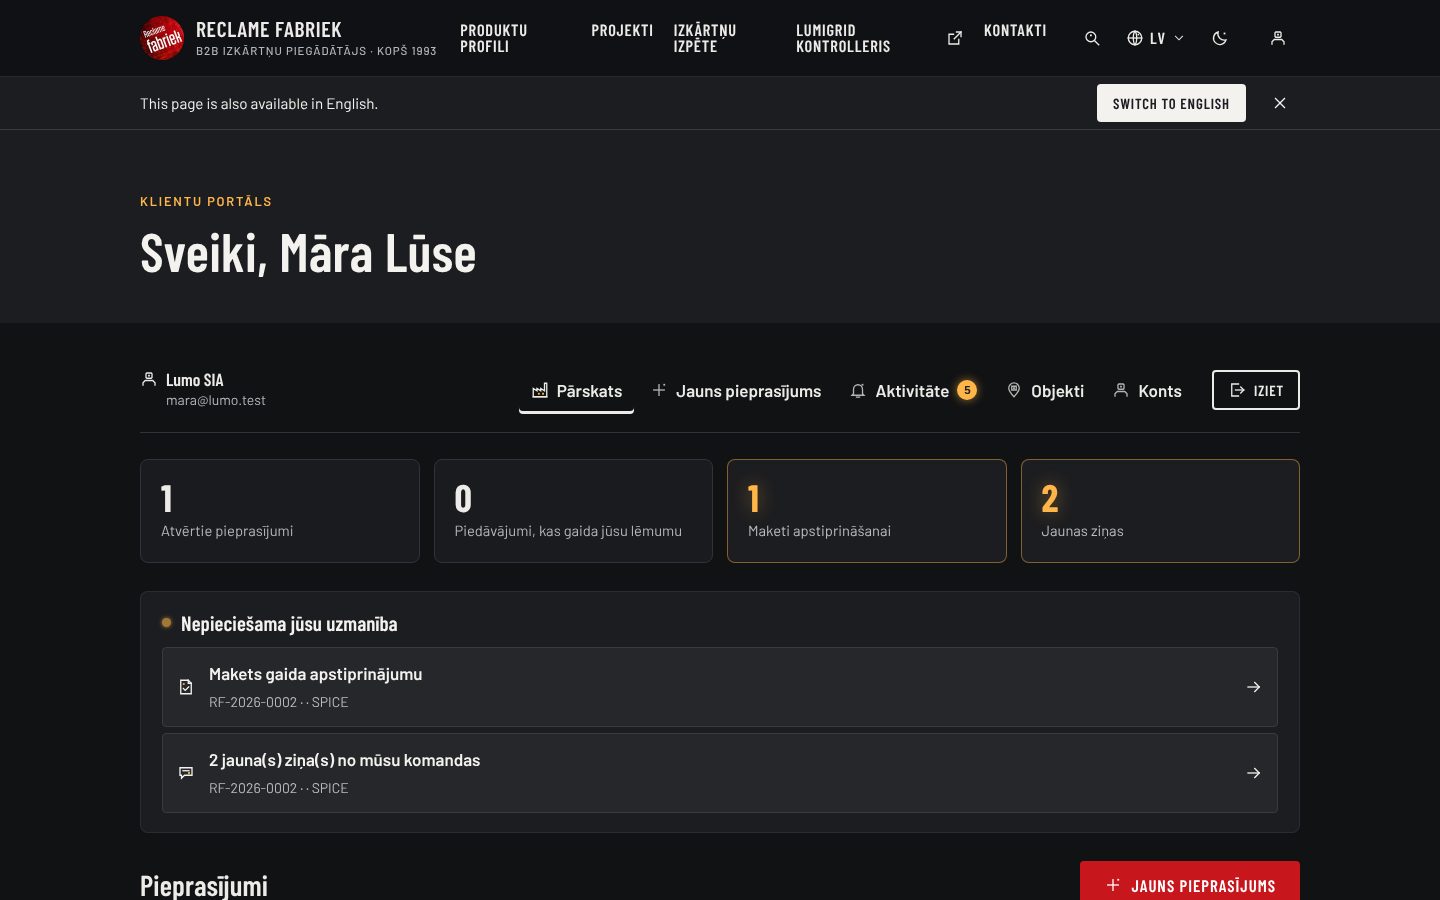 Reclame
fabriek
RECLAME FABRIEK
B2B IZKĀRTŅU PIEGĀDĀTĀJS · KOPŠ 1993
PRODUKTU
PROFILI
PROJEKTI
IZKĀRTŅU
IZPĒTE
LUMIGRID
KONTROLLERIS
KONTAKTI
LV
This page is also available in English.
SWITCH TO ENGLISH
KLIENTU PORTĀLS
Sveiki, Māra Lūse
Lumo SIA
mara@lumo.test
Pārskats
Jauns pieprasījums
Aktivitāte 5
Objekti
Konts
IZIET
1
Atvērtie pieprasījumi
0
Piedāvājumi, kas gaida jūsu lēmumu
1
Maketi apstiprināšanai
2
Jaunas ziņas
Nepieciešama jūsu uzmanība
Makets gaida apstiprinājumu
RF-2026-0002 · · SPICE
2 jauna(s) ziņa(s) no mūsu komandas
RF-2026-0002 · · SPICE
Pieprasījumi
JAUNS PIEPRASĪJUMS